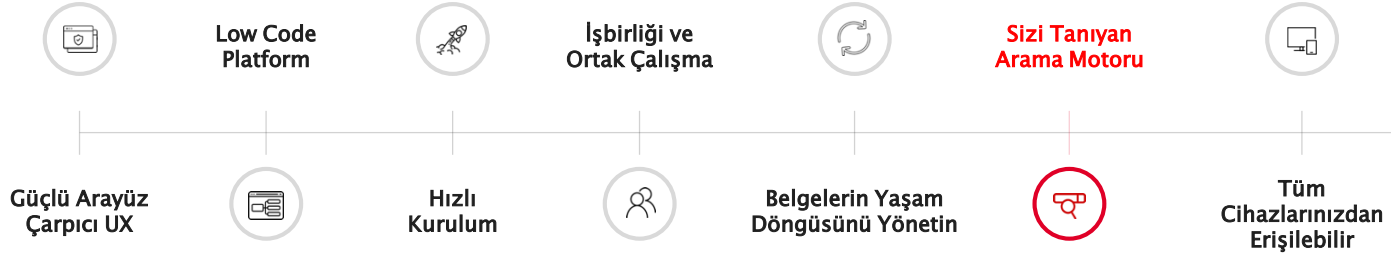 Güçlü Arayüz
Çarpıcı UX
Low Code
Platform
Hızlı
Kurulum
İşbirliği ve
Ortak Çalışma
Belgelerin Yaşam
Döngüsünü Yönetin
Sizi Tanıyan
Arama Motoru
Tüm
Cihazlarınızdan
Erişilebilir